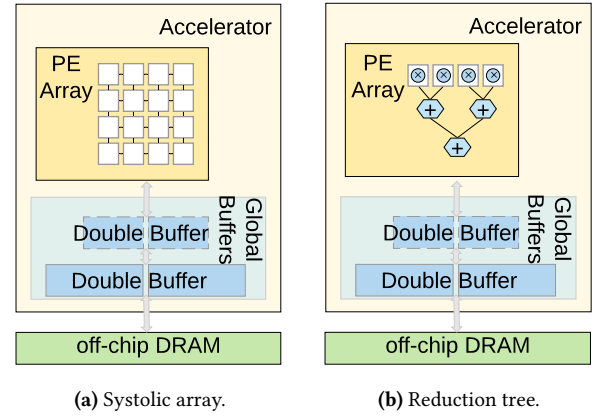 Accelerator
PE
Array
Global
Buffers
Double Buffer
Double Buffer
off-chip DRAM
(a) Systolic array.
Accelerator
PE
Array
+ +
+
Global
Buffers
Double Buffer
Double Buffer
off-chip DRAM
(b) Reduction tree.